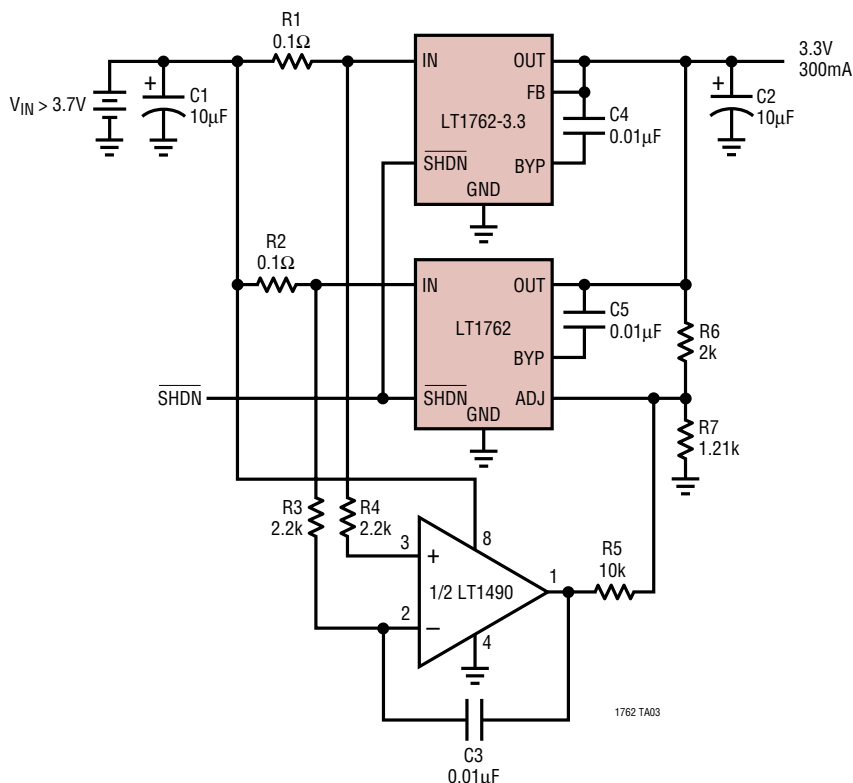 R1
0.1Ω
3.3V
300mA
IN
OUT
FB
LT1762-3.3
SHDN
BYP
GND
VIN > 3.7V
+
C1
10µF
C4
0.01µF
+
C2
10µF
R2
0.1Ω
IN
OUT
LT1762
BYP
SHDN
ADJ
GND
C5
0.01µF
R6
2k
SHDN
R7
1.21k
R3
2.2k
R4
2.2k
3
+
8
1/2 LT1490
1
2
–
4
R5
10k
C3
0.01µF
1762 TA03